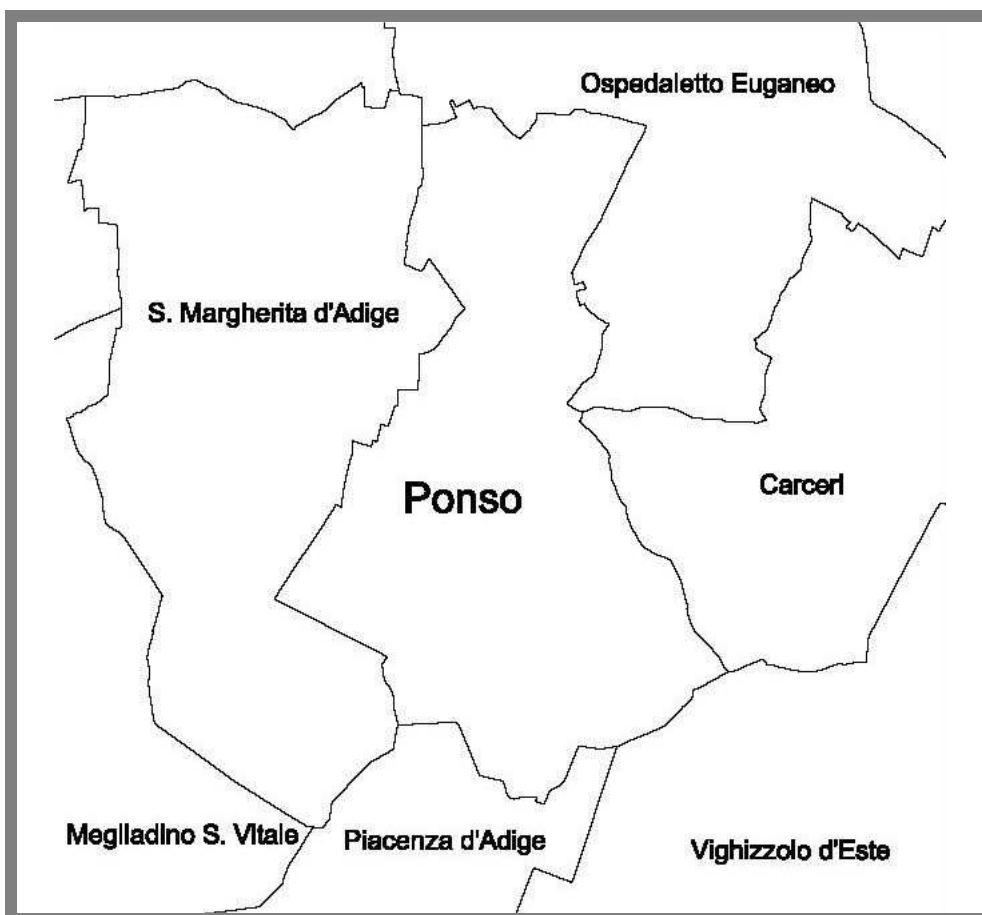 Ospedaletto Euganeo
S. Margherita d'Adige
Ponso
Carceri
Megliadino S. Vitale
Piacenza d'Adige
Vighizzolo d'Este